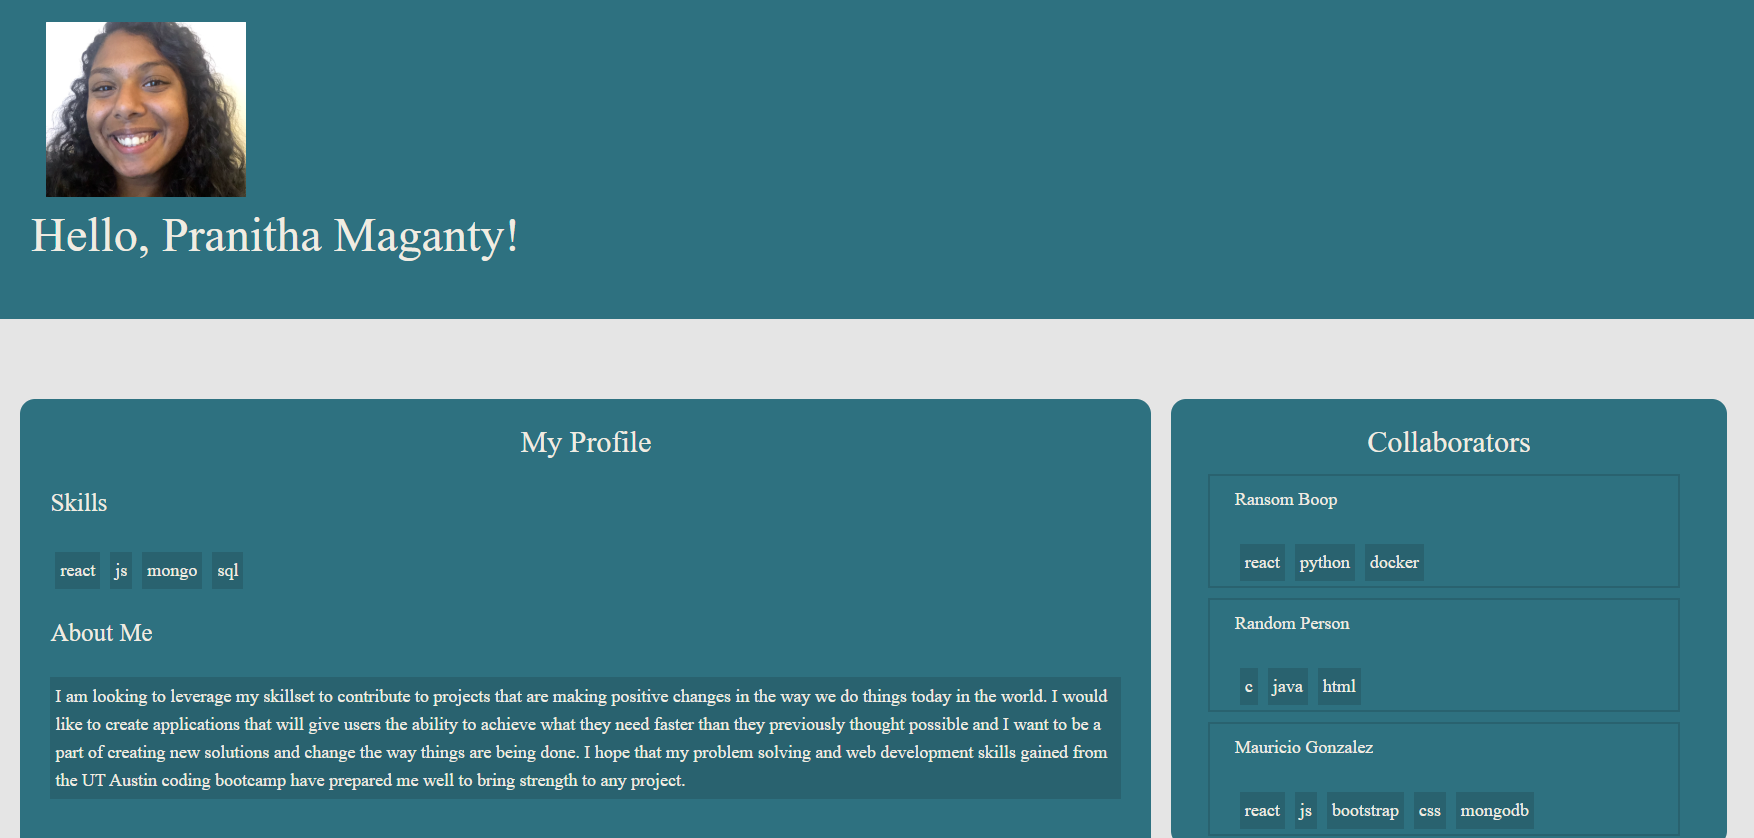 Hello, Pranitha Maganty!
My Profile
Skills
react js mongo sql
About Me
I am looking to leverage my skillset to contribute to projects that are making positive changes in the way we do things today in the world. I would
like to create applications that will give users the ability to achieve what they need faster than they previously thought possible and I want to be a
part of creating new solutions and change the way things are being done. I hope that my problem solving and web development skills gained from
the UT Austin coding bootcamp have prepared me well to bring strength to any project.
Collaborators
Ransom Boop
react python docker
Random Person
c java html
Mauricio Gonzalez
react js bootstrap css mongodb